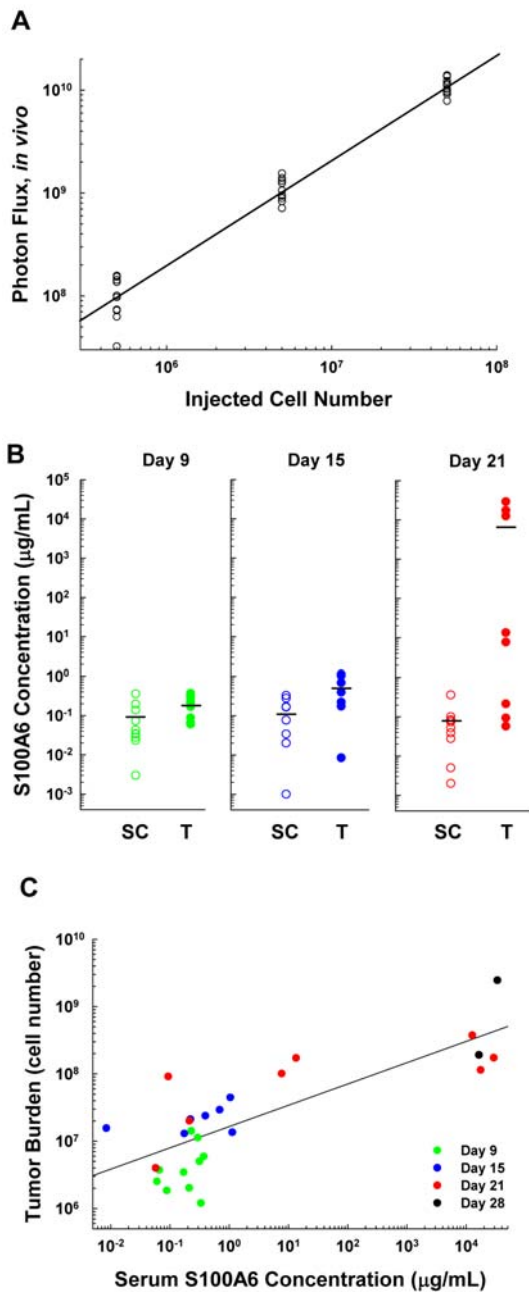 A
Photon Flux, in vivo
10¹⁰
10⁹
10⁸
10⁶
10⁷
10⁸
Injected Cell Number
B
Day 9
Day 15
Day 21
S100A6 Concentration (μg/mL)
10⁵
10⁴
10³
10²
10¹
10⁰
10⁻¹
10⁻²
10⁻³
SC
T
SC
T
SC
T
C
Tumor Burden (cell number)
10¹⁰
10⁹
10⁸
10⁷
10⁶
Day 9
Day 15
Day 21
Day 28
10⁻²
10⁻¹
10⁰
10¹
10²
10³
10⁴
Serum S100A6 Concentration (μg/mL)